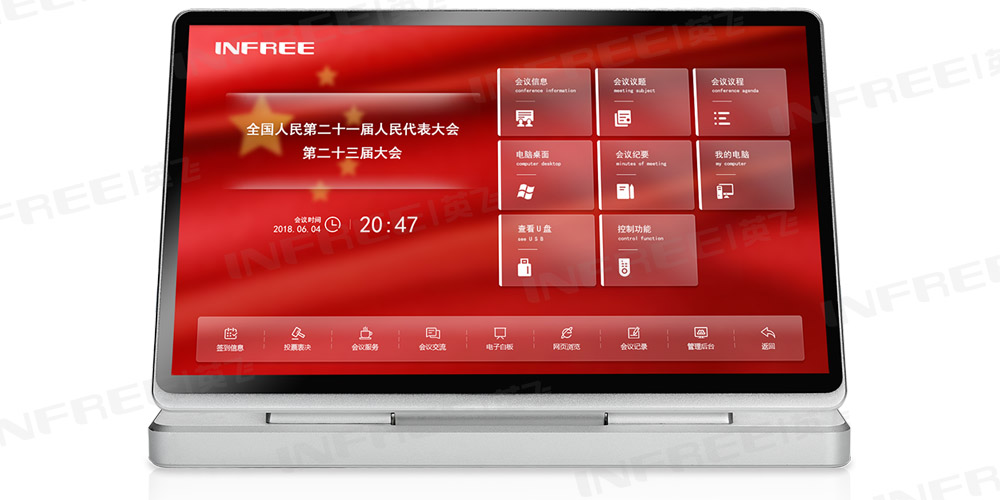 INFREE
全国人民第二十一届人民代表大会
第二十三届大会
会议时间
2018.06.04
20:47
会议信息
conference information
会议议题
meeting subject
会议议程
conference agenda
电脑桌面
computer desktop
会议纪要
minutes of meeting
我的电脑
my computer
查看U盘
see USB
控制功能
control function
签到信息
投票表决
会议服务
会议交流
电子白板
网页浏览
会议记录
管理后台
返回
INFREE|英飞